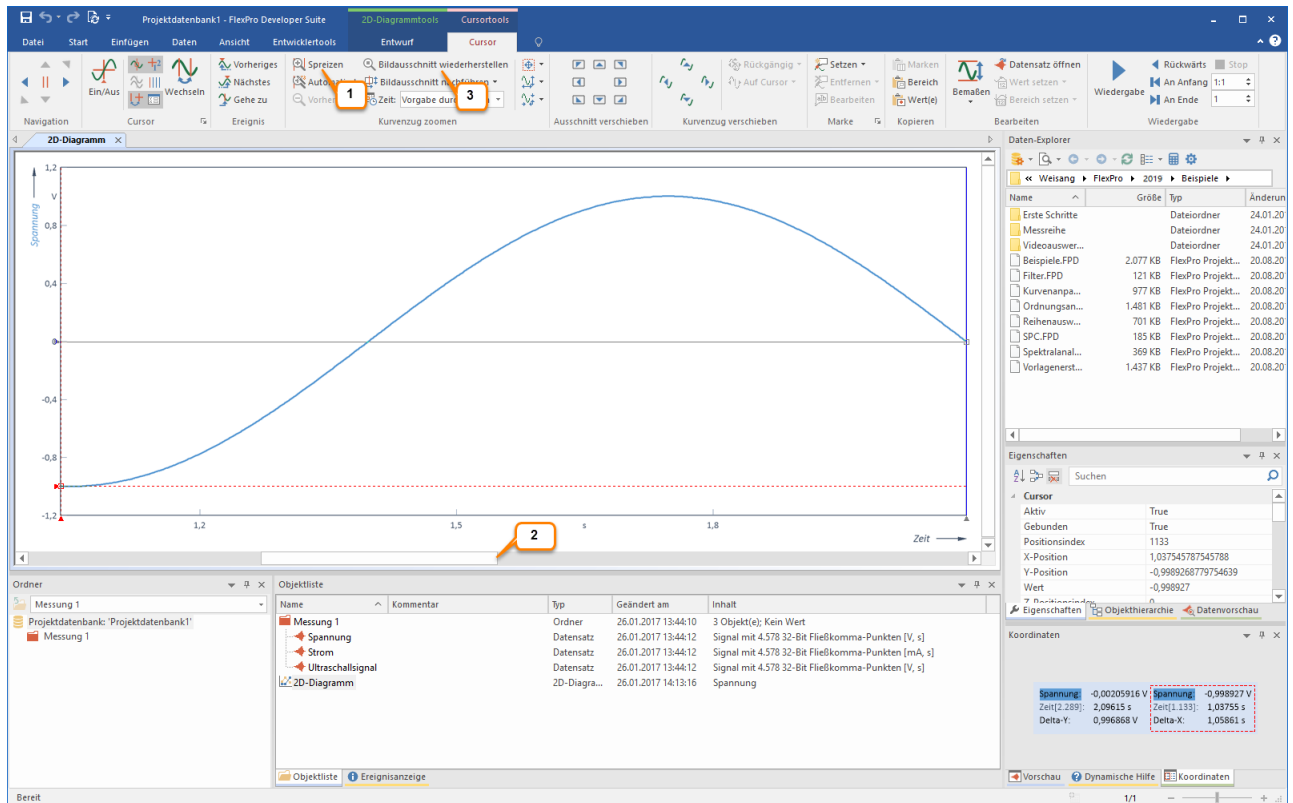 Projektdatenbank1 - FlexPro Developer Suite 2D-Diagrammtools Cursortools
Datei Start Einfügen Daten Ansicht Entwicklertools Entwurf Cursor
Vorheriges Spreizen Bildausschnitt wiederherstellen Rückgängig Setzen Marken Datensatz öffnen Rückwärts Stop
Ein/Aus Wechseln Nächstes Bildausschnitt Auf Cursor Entfernen Bereich Bemaßen Wert setzen Wiedergabe An Anfang 1:1
Gehe zu Zeit: Vorgabe Bearbeiten Wert(e) Bereich setzen An Ende 1
1
3
Navigation Cursor Ereignis Kurvenzug zoomen Ausschnitt verschieben Kurvenzug verschieben Marke Kopieren Bearbeiten Wiedergabe
2D-Diagramm
1,2
V
0,8
0,4
0
-0,4
-0,8
-1,2
Spannung
1,2 1,5 s 1,8
Zeit
2
Daten-Explorer
« Weisang FlexPro 2019 Beispiele
Name Größe Typ Änderun
Erste Schritte Dateiordner 24.01.20
Messreihe Dateiordner 24.01.20
Videoauswer... Dateiordner 24.01.20
Beispiele.FPD 2.077 KB FlexPro Projekt... 20.08.20
Filter.FPD 121 KB FlexPro Projekt... 20.08.20
Kurvenanpa... 977 KB FlexPro Projekt... 20.08.20
Ordnungsan... 1.481 KB FlexPro Projekt... 20.08.20
Reihenausw... 701 KB FlexPro Projekt... 20.08.20
SPC.FPD 185 KB FlexPro Projekt... 20.08.20
Spektralanal... 369 KB FlexPro Projekt... 20.08.20
Vorlagenerst... 1.437 KB FlexPro Projekt... 20.08.20
Eigenschaften
Suchen
Cursor
Aktiv True
Gebunden True
Positionsindex 1133
X-Position 1,037545787545788
Y-Position -0,9989268779754639
Wert -0,998927
Eigenschaften Objekthierarchie Datenvorschau
Ordner
Messung 1
Projektdatenbank: 'Projektdatenbank1'
Messung 1
Objektliste
Name Kommentar Typ Geändert am Inhalt
Messung 1 Ordner 26.01.2017 13:44:10 3 Objekt(e); Kein Wert
Spannung Datensatz 26.01.2017 13:44:12 Signal mit 4.578 32-Bit Fließkomma-Punkten [V, s]
Strom Datensatz 26.01.2017 13:44:12 Signal mit 4.578 32-Bit Fließkomma-Punkten [mA, s]
Ultraschallsignal Datensatz 26.01.2017 13:44:12 Signal mit 4.578 32-Bit Fließkomma-Punkten [V, s]
2D-Diagramm 2D-Diagra... 26.01.2017 14:13:16 Spannung
Objektliste Ereignisanzeige
Koordinaten
Spannung: -0,00205916 V Spannung: -0,998927 V
Zeit[2.289]: 2,09615 s Zeit[1.133]: 1,03755 s
Delta-Y: 0,996868 V Delta-X: 1,05861 s
Vorschau Dynamische Hilfe Koordinaten
Bereit 1/1